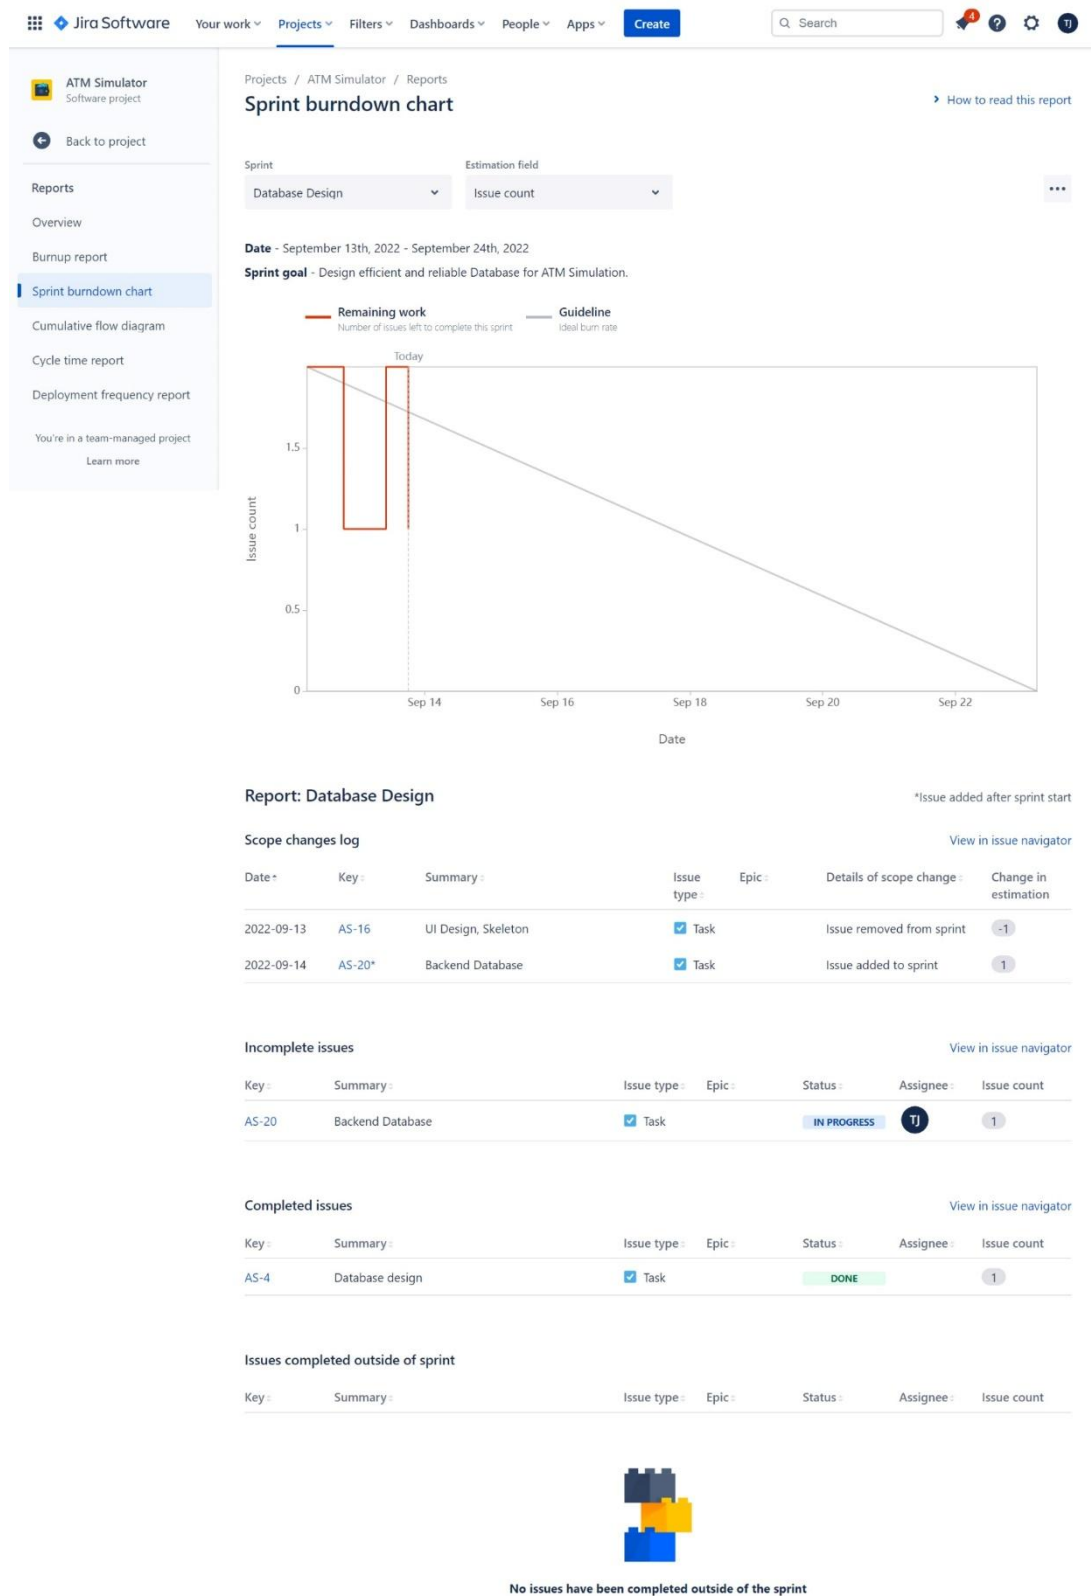 Jira Software Your work Projects Filters Dashboards People Apps Create Search 4 TJ
ATM Simulator
Software project
Back to project
Reports
Overview
Burnup report
Sprint burndown chart
Cumulative flow diagram
Cycle time report
Deployment frequency report
You're in a team-managed project
Learn more
Projects / ATM Simulator / Reports
Sprint burndown chart
How to read this report
Sprint Estimation field
Database Design Issue count
Date - September 13th, 2022 - September 24th, 2022
Sprint goal - Design efficient and reliable Database for ATM Simulation.
Remaining work Guideline
Number of issues left to complete this sprint Ideal burn rate
Today
1.5
1
0.5
0
Issue count
Sep 14 Sep 16 Sep 18 Sep 20 Sep 22
Date
Report: Database Design *Issue added after sprint start
Scope changes log View in issue navigator
Date Key Summary Issue type Epic Details of scope change Change in estimation
2022-09-13 AS-16 UI Design, Skeleton Task Issue removed from sprint -1
2022-09-14 AS-20* Backend Database Task Issue added to sprint 1
Incomplete issues View in issue navigator
Key Summary Issue type Epic Status Assignee Issue count
AS-20 Backend Database Task IN PROGRESS TJ 1
Completed issues View in issue navigator
Key Summary Issue type Epic Status Assignee Issue count
AS-4 Database design Task DONE 1
Issues completed outside of sprint
Key Summary Issue type Epic Status Assignee Issue count
No issues have been completed outside of the sprint